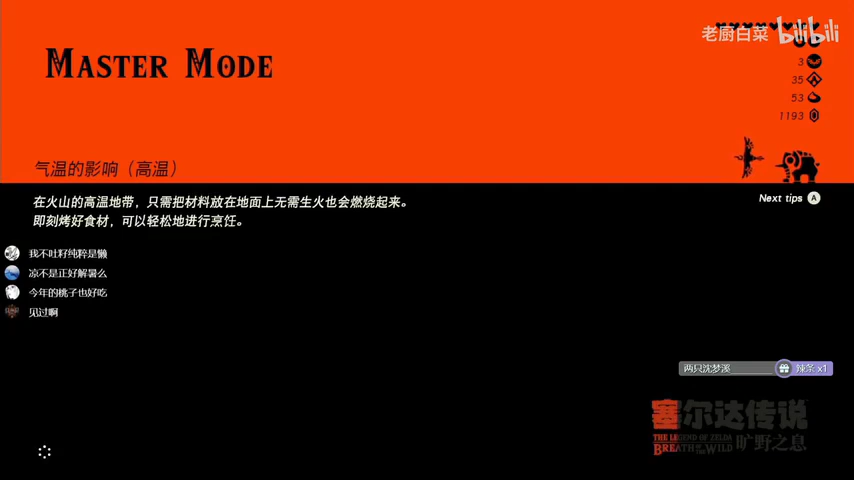 老厨白菜 bilibili
MASTER MODE
3
35
53
1193
气温的影响（高温）
在火山的高温地带，只需把材料放在地面上无需生火也会燃烧起来。
即刻烤好食材，可以轻松地进行烹饪。
Next tips A
我不吐籽纯粹是懒
凉不是正好解暑么
今年的桃子也好吃
见过啊
两只沈梦溪 辣条 x1
塞尔达传说
THE LEGEND OF ZELDA
BREATH OF THE WILD 旷野之息